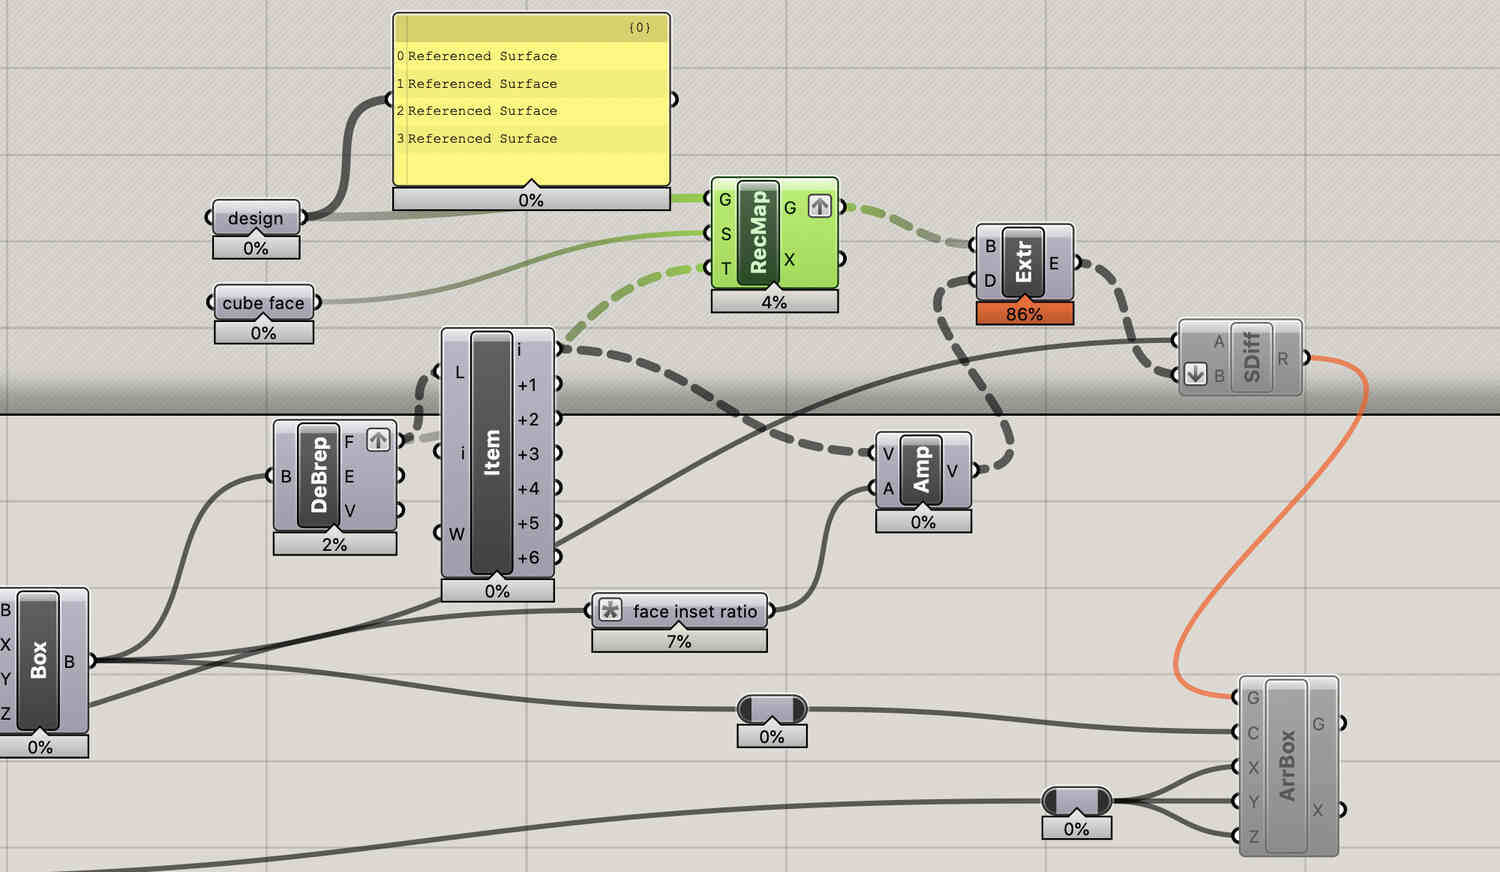 {0}
0 Referenced Surface
1 Referenced Surface
2 Referenced Surface
3 Referenced Surface
0%
design
0%
cube face
0%
G
S
T
RecMap
G
X
4%
B
D
Extr
E
86%
A
B
SDiff
R
L
i
W
Item
i
+1
+2
+3
+4
+5
+6
0%
B
DeBrep
F
E
V
2%
V
A
Amp
V
0%
B
X
Y
Z
Box
B
0%
* face inset ratio
7%
0%
0%
G
C
X
Y
Z
ArrBox
G
X